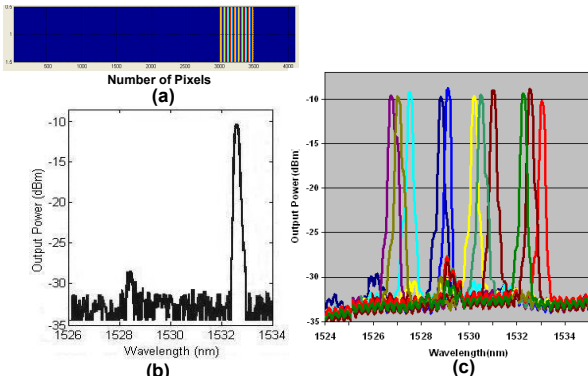 0.5
1
1.5
500 1000 1500 2000 2500 3000 3500 4000
Number of Pixels
(a)
Output Power (dBm)
-10
-15
-20
-25
-30
-35
1526 1528 1530 1532 1534
Wavelength (nm)
(b)
Output Power (dBm)
-10
-15
-20
-25
-30
-35
1524 1526 1528 1530 1532 1534
Wavelength(nm)
(c)